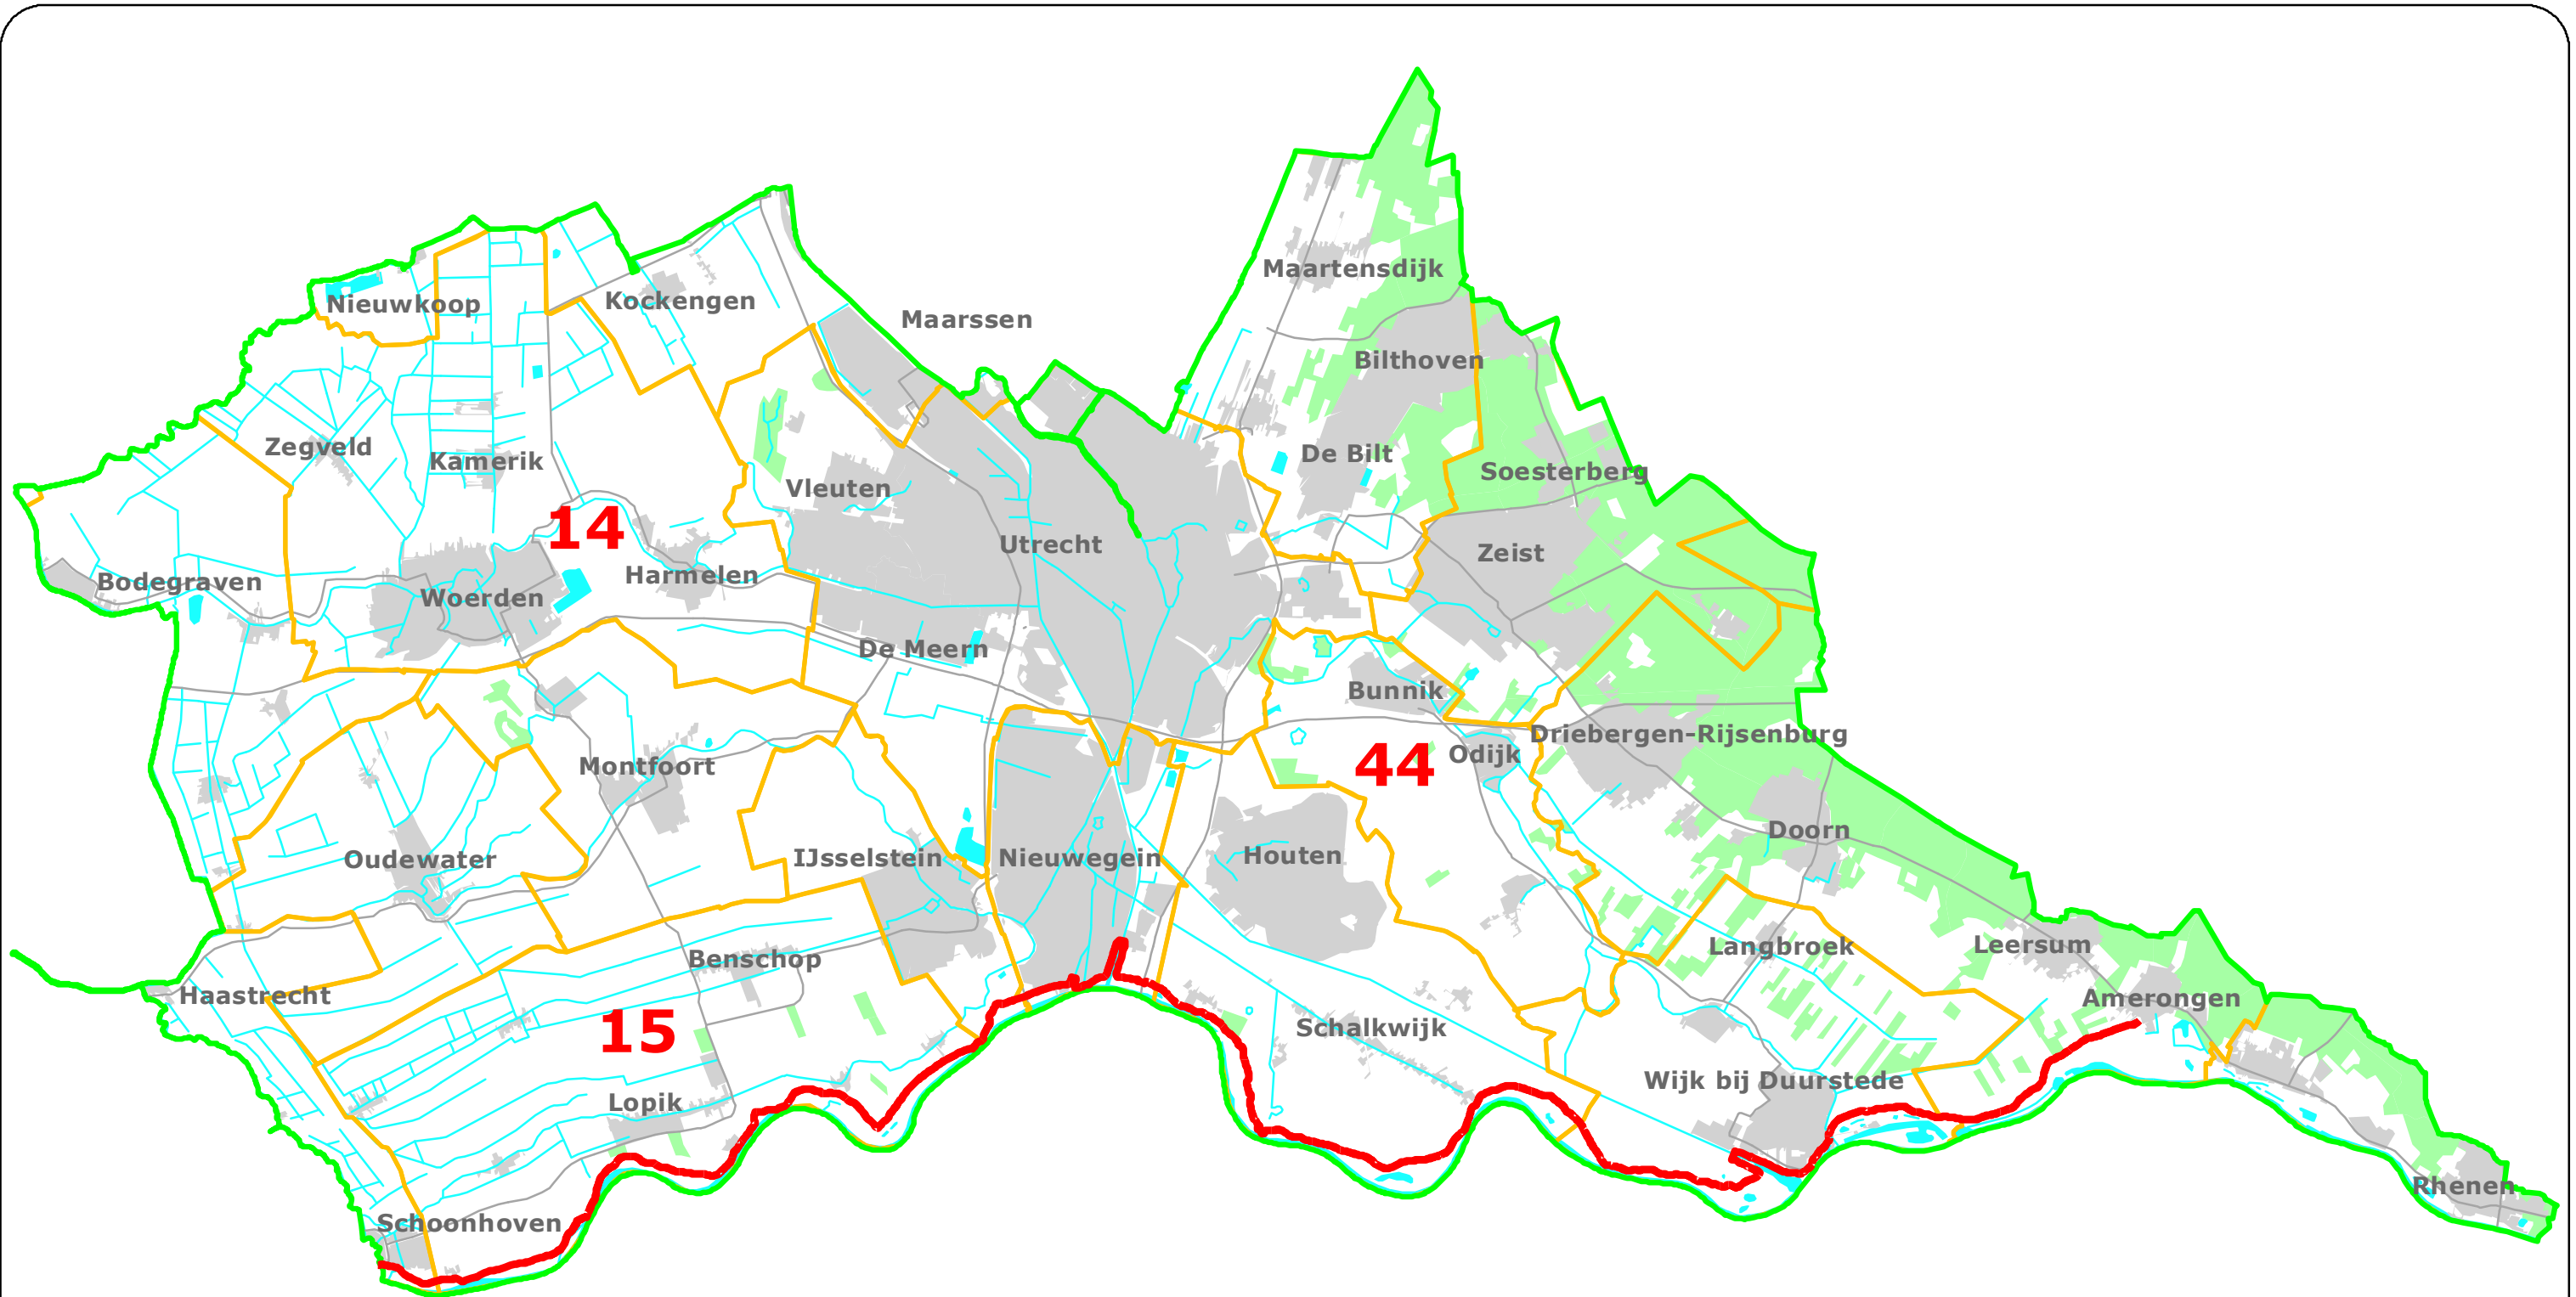 Maartensdijk
Nieuwkoop
Kockengen
Maarssen
Bilthoven
Zegveld
Kamerik
De Bilt
Soesterberg
Vleuten
14
Utrecht
Zeist
Bodegraven
Harmelen
Woerden
De Meern
Bunnik
Driebergen-Rijsenburg
Montfoort
44
Odijk
Doorn
Oudewater
IJsselstein
Nieuwegein
Houten
Langbroek
Leersum
Benschop
Haastrecht
Amerongen
15
Schalkwijk
Wijk bij Duurstede
Lopik
Rhenen
Schoonhoven